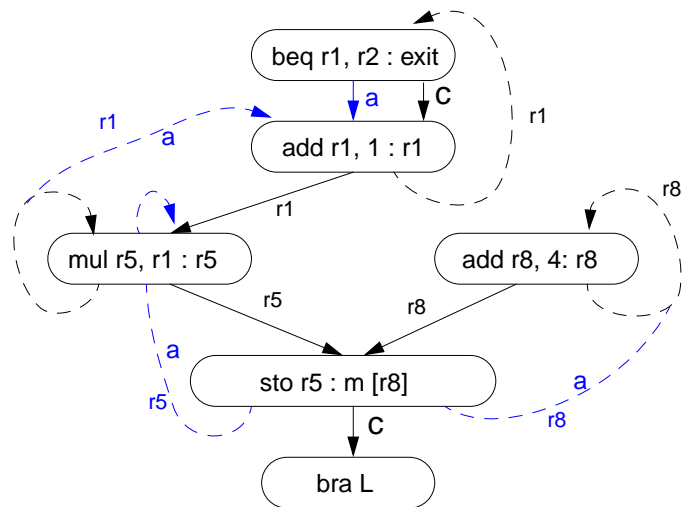 beq r1, r2 : exit
a
c
r1
r1
a
add r1, 1 : r1
r1
r8
mul r5, r1 : r5
add r8, 4: r8
r5
r8
a
r5
sto r5 : m [r8]
a
r8
c
bra L